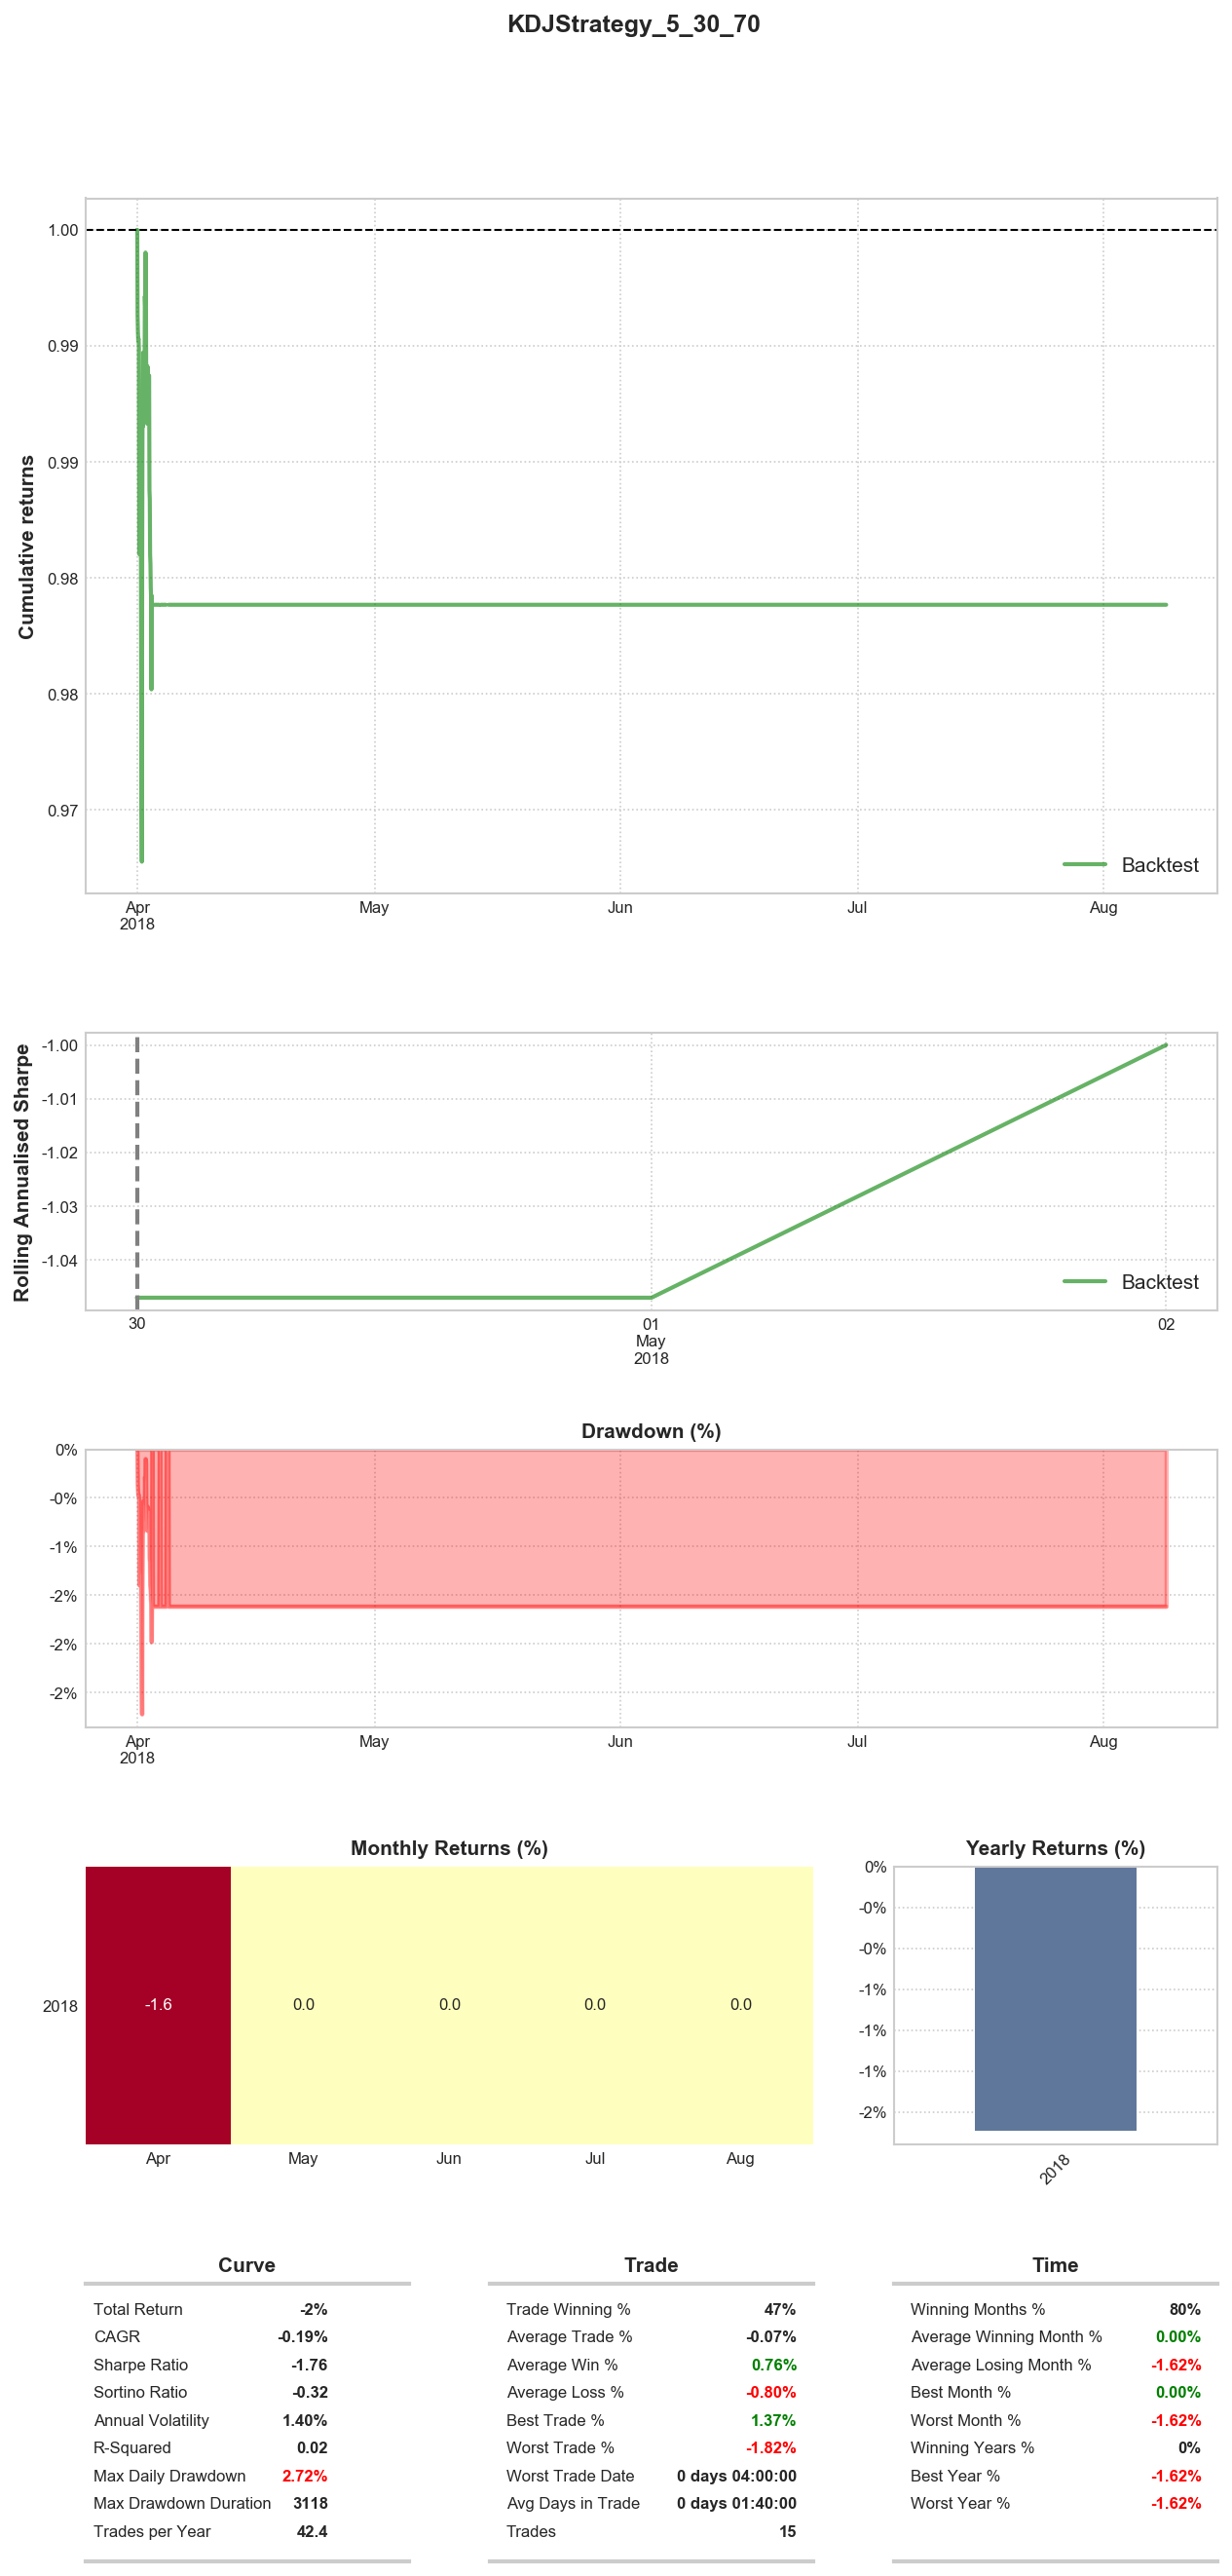 KDJStrategy_5_30_70
Cumulative returns
1.00
0.99
0.99
0.98
0.98
0.97
Backtest
Apr May Jun Jul Aug
2018
Rolling Annualised Sharpe
-1.00
-1.01
-1.02
-1.03
-1.04
Backtest
30 01 02
May
2018
Drawdown (%)
0%
-0%
-1%
-2%
-2%
-2%
Apr May Jun Jul Aug
2018
Monthly Returns (%)
2018 -1.6 0.0 0.0 0.0 0.0
Apr May Jun Jul Aug
Yearly Returns (%)
0%
-0%
-0%
-1%
-1%
-1%
-2%
2018
Curve
Total Return -2%
CAGR -0.19%
Sharpe Ratio -1.76
Sortino Ratio -0.32
Annual Volatility 1.40%
R-Squared 0.02
Max Daily Drawdown 2.72%
Max Drawdown Duration 3118
Trades per Year 42.4
Trade
Trade Winning % 47%
Average Trade % -0.07%
Average Win % 0.76%
Average Loss % -0.80%
Best Trade % 1.37%
Worst Trade % -1.82%
Worst Trade Date 0 days 04:00:00
Avg Days in Trade 0 days 01:40:00
Trades 15
Time
Winning Months % 80%
Average Winning Month % 0.00%
Average Losing Month % -1.62%
Best Month % 0.00%
Worst Month % -1.62%
Winning Years % 0%
Best Year % -1.62%
Worst Year % -1.62%